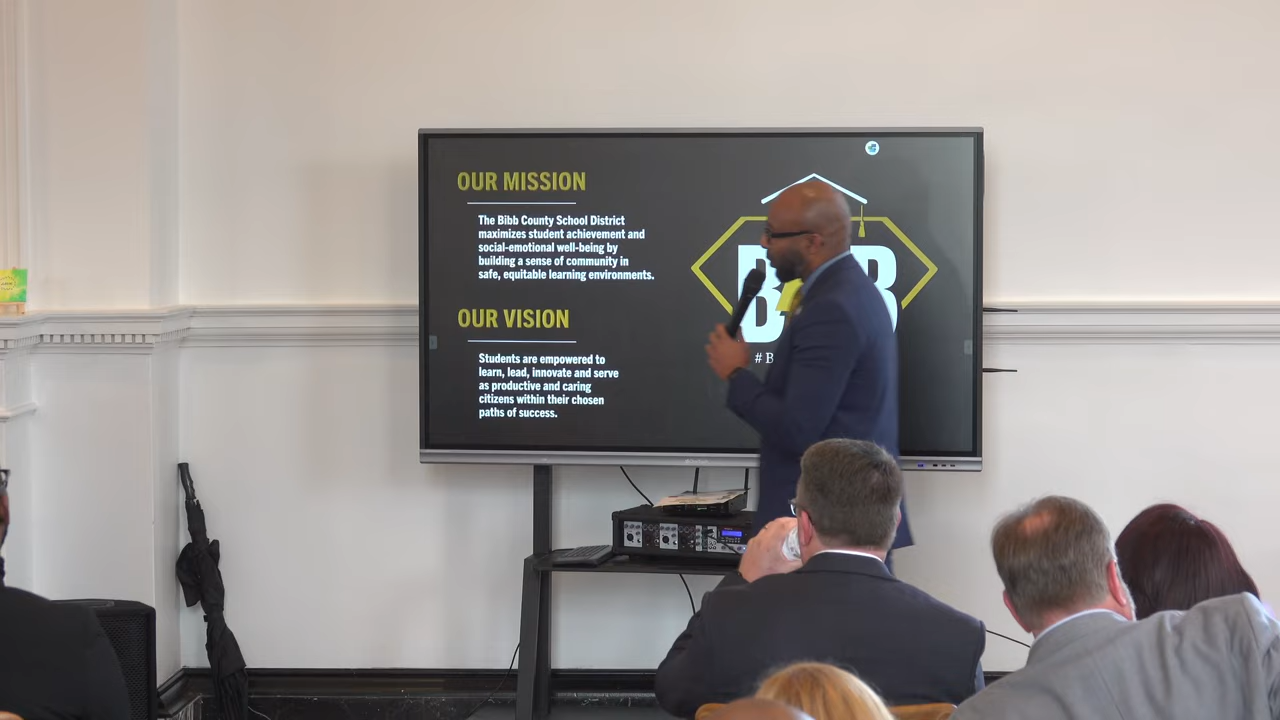 OUR MISSION
The Bibb County School District
maximizes student achievement and
social-emotional well-being by
building a sense of community in
safe, equitable learning environments.
OUR VISION
Students are empowered to
learn, lead, innovate and serve
as productive and caring
citizens within their chosen
paths of success.
B B
#B